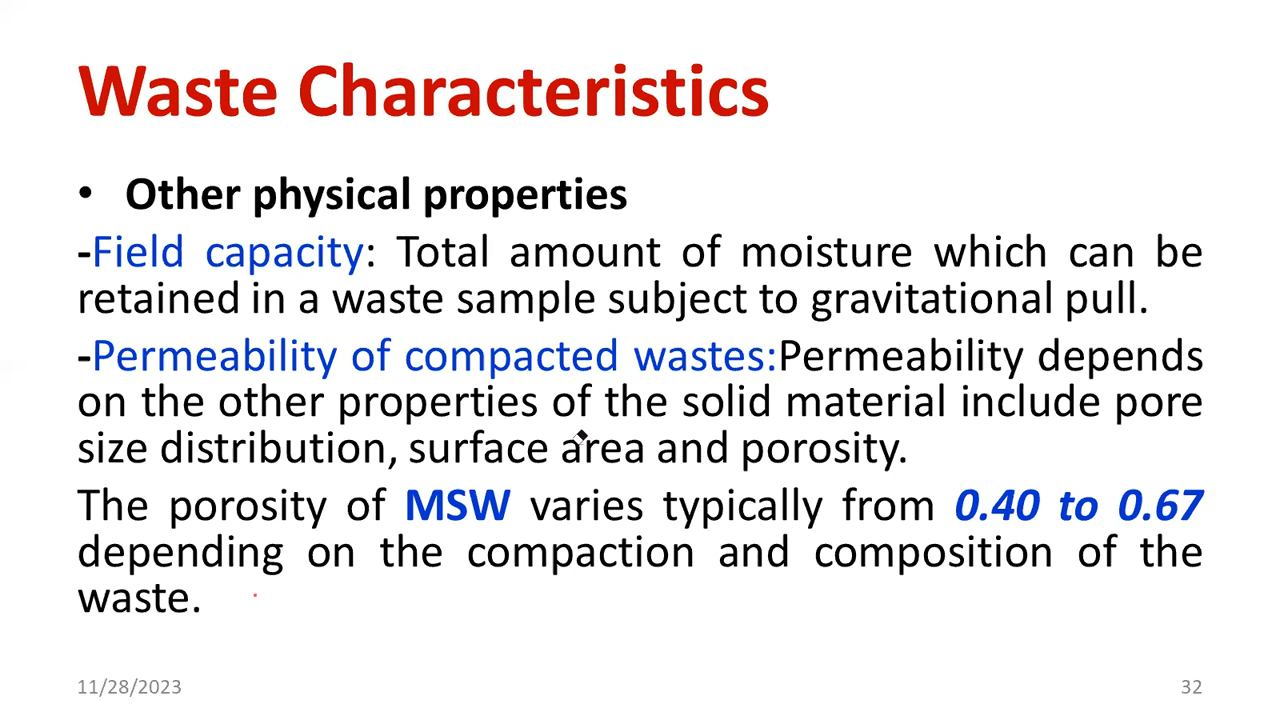 Waste Characteristics
• Other physical properties
-Field capacity: Total amount of moisture which can be
retained in a waste sample subject to gravitational pull.
-Permeability of compacted wastes:Permeability depends
on the other properties of the solid material include pore
size distribution, surface area and porosity.
The porosity of MSW varies typically from 0.40 to 0.67
depending on the compaction and composition of the
waste.
11/28/2023
32